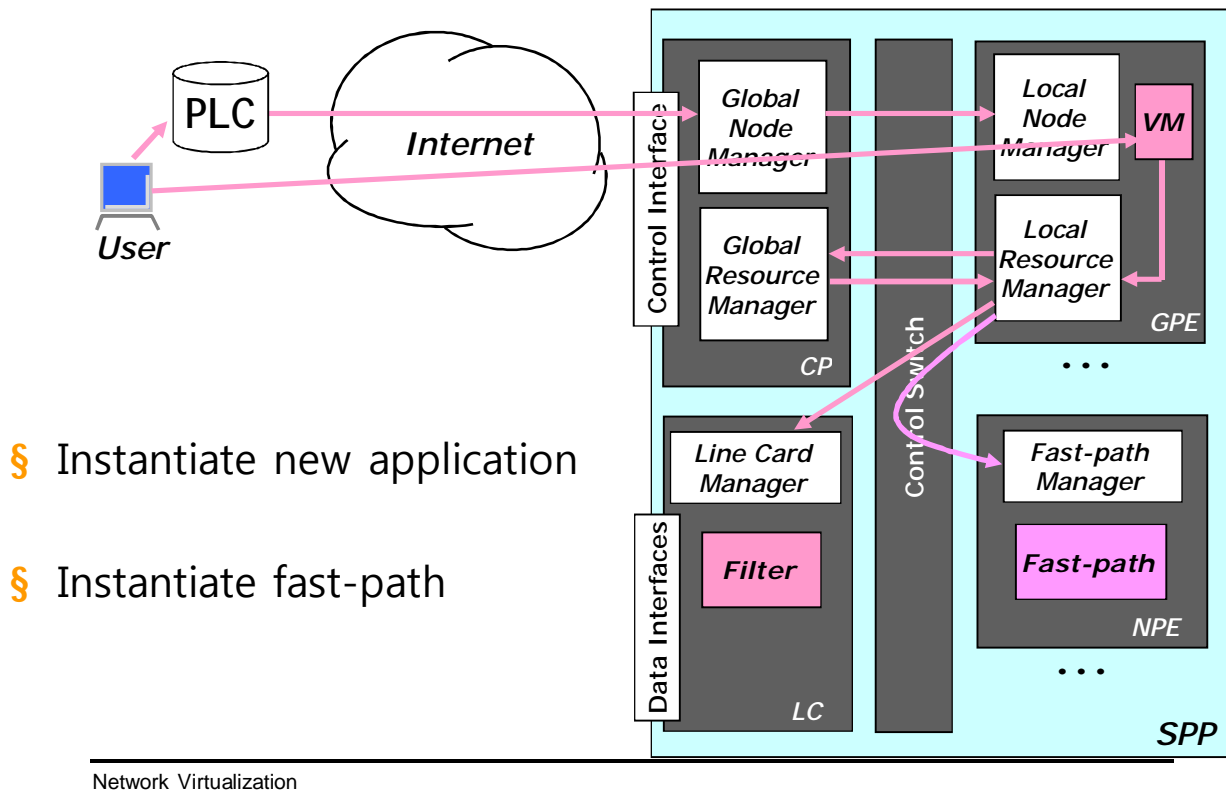 PLC
User
Internet
Control Interface
Global
Node
Manager
Global
Resource
Manager
CP
Control Switch
Local
Node
Manager
VM
Local
Resource
Manager
GPE
...
§ Instantiate new application
§ Instantiate fast-path
Data Interfaces
Line Card
Manager
Filter
LC
Fast-path
Manager
Fast-path
NPE
...
SPP
Network Virtualization